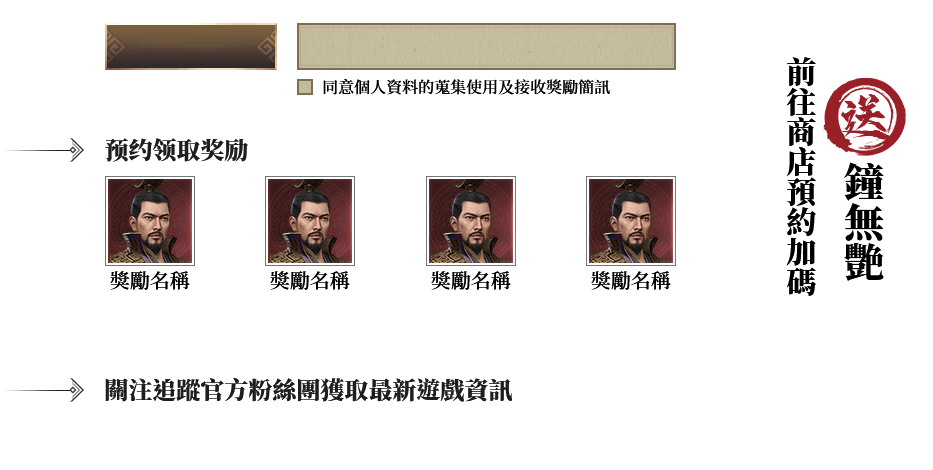 同意個人資料的蒐集使用及接收獎勵簡訊
预约领取奖励
獎勵名稱
獎勵名稱
獎勵名稱
獎勵名稱
關注追蹤官方粉絲團獲取最新遊戲資訊
前往商店預約加碼
送
鐘無艷